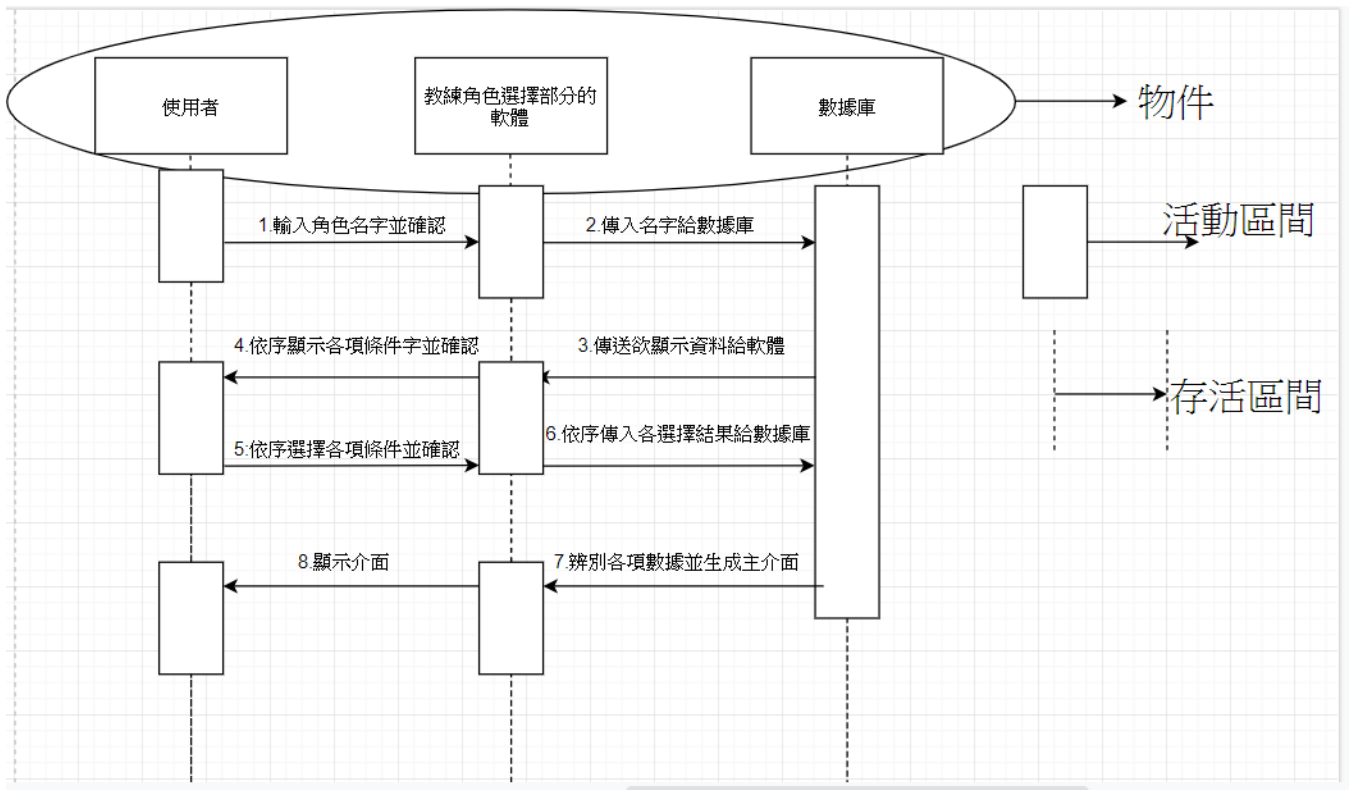 使用者
教練角色選擇部分的
軟體
數據庫
物件
1.輸入角色名字並確認
2.傳入名字給數據庫
活動區間
4.依序顯示各項條件字並確認
3.傳送欲顯示資料給軟體
存活區間
5:依序選擇各項條件並確認
6.依序傳入各選擇結果給數據庫
8.顯示介面
7.辨別各項數據並生成主介面